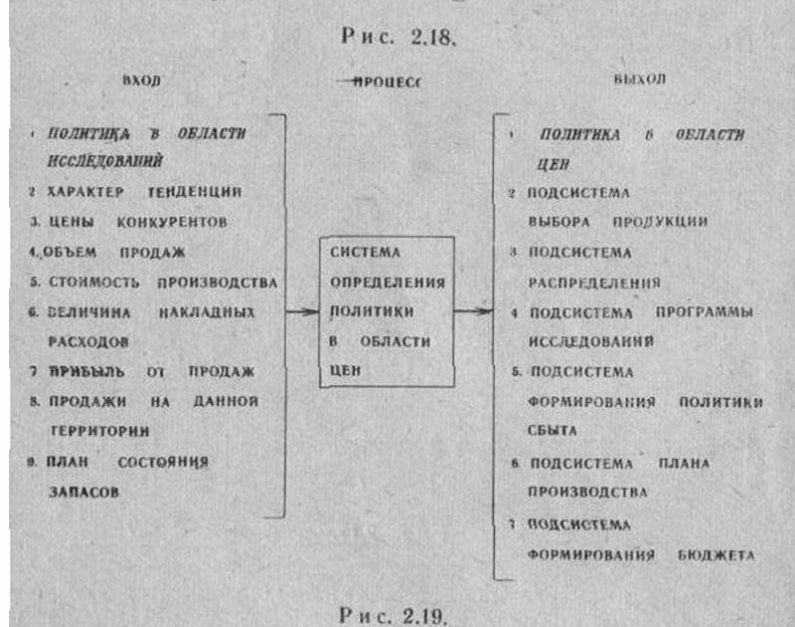 Рис. 2.18.
ВХОД
1 ПОЛИТИКА В ОБЛАСТИ
ИССЛЕДОВАНИЙ
2 ХАРАКТЕР ТЕНДЕНЦИИ
3. ЦЕНЫ КОНКУРЕНТОВ
4. ОБЪЕМ ПРОДАЖ
5. СТОИМОСТЬ ПРОИЗВОДСТВА
6. ВЕЛИЧИНА НАКЛАДНЫХ
РАСХОДОВ
7 ПРИБЫЛЬ ОТ ПРОДАЖ
8. ПРОДАЖИ НА ДАННОЙ
ТЕРРИТОРИИ
9. ПЛАН СОСТОЯНИЯ
ЗАПАСОВ
ПРОЦЕСС
СИСТЕМА
ОПРЕДЕЛЕНИЯ
ПОЛИТИКИ
В ОБЛАСТИ
ЦЕН
ВЫХОД
1 ПОЛИТИКА В ОБЛАСТИ
ЦЕН
2 ПОДСИСТЕМА
ВЫБОРА ПРОДУКЦИИ
3 ПОДСИСТЕМА
РАСПРЕДЕЛЕНИЯ
4 ПОДСИСТЕМА ПРОГРАММЫ
ИССЛЕДОВАНИЙ
5. ПОДСИСТЕМА
ФОРМИРОВАНИЯ ПОЛИТИКИ
СБЫТА
6 ПОДСИСТЕМА ПЛАНА
ПРОИЗВОДСТВА
7 ПОДСИСТЕМА
ФОРМИРОВАНИЯ БЮДЖЕТА
Рис. 2.19.